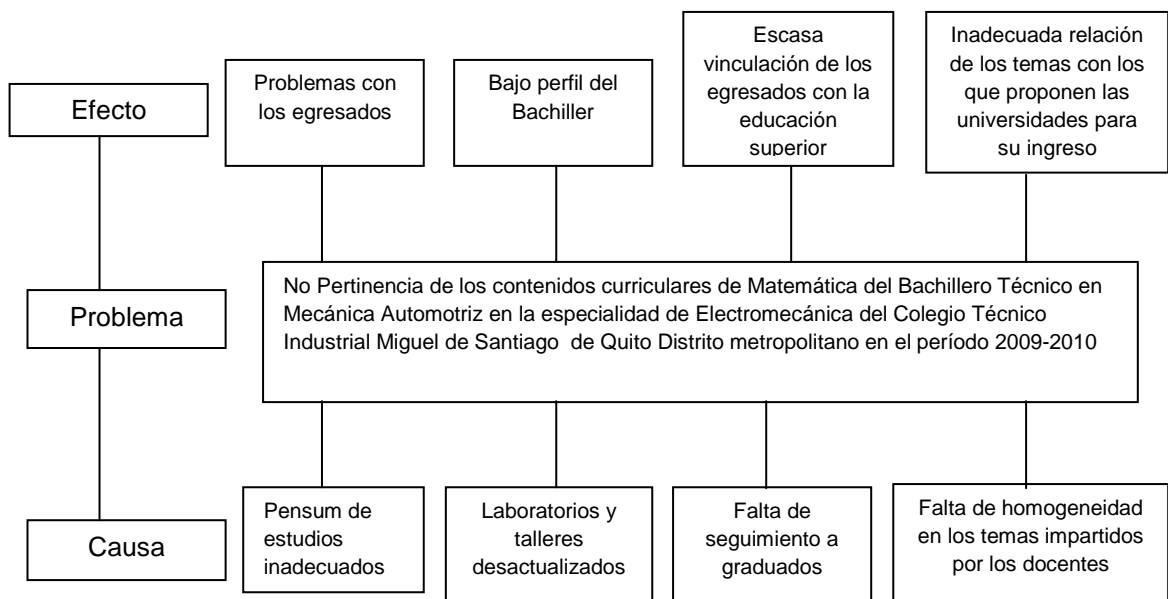 Efecto
Problemas con
los egresados
Bajo perfil del
Bachiller
Escasa
vinculación de los
egresados con la
educación
superior
Inadecuada relación
de los temas con los
que proponen las
universidades para
su ingreso
Problema
No Pertinencia de los contenidos curriculares de Matemática del Bachillero Técnico en
Mecánica Automotriz en la especialidad de Electromecánica del Colegio Técnico
Industrial Miguel de Santiago de Quito Distrito metropolitano en el período 2009-2010
Causa
Pensum de
estudios
inadecuados
Laboratorios y
talleres
desactualizados
Falta de
seguimiento a
graduados
Falta de homogeneidad
en los temas impartidos
por los docentes